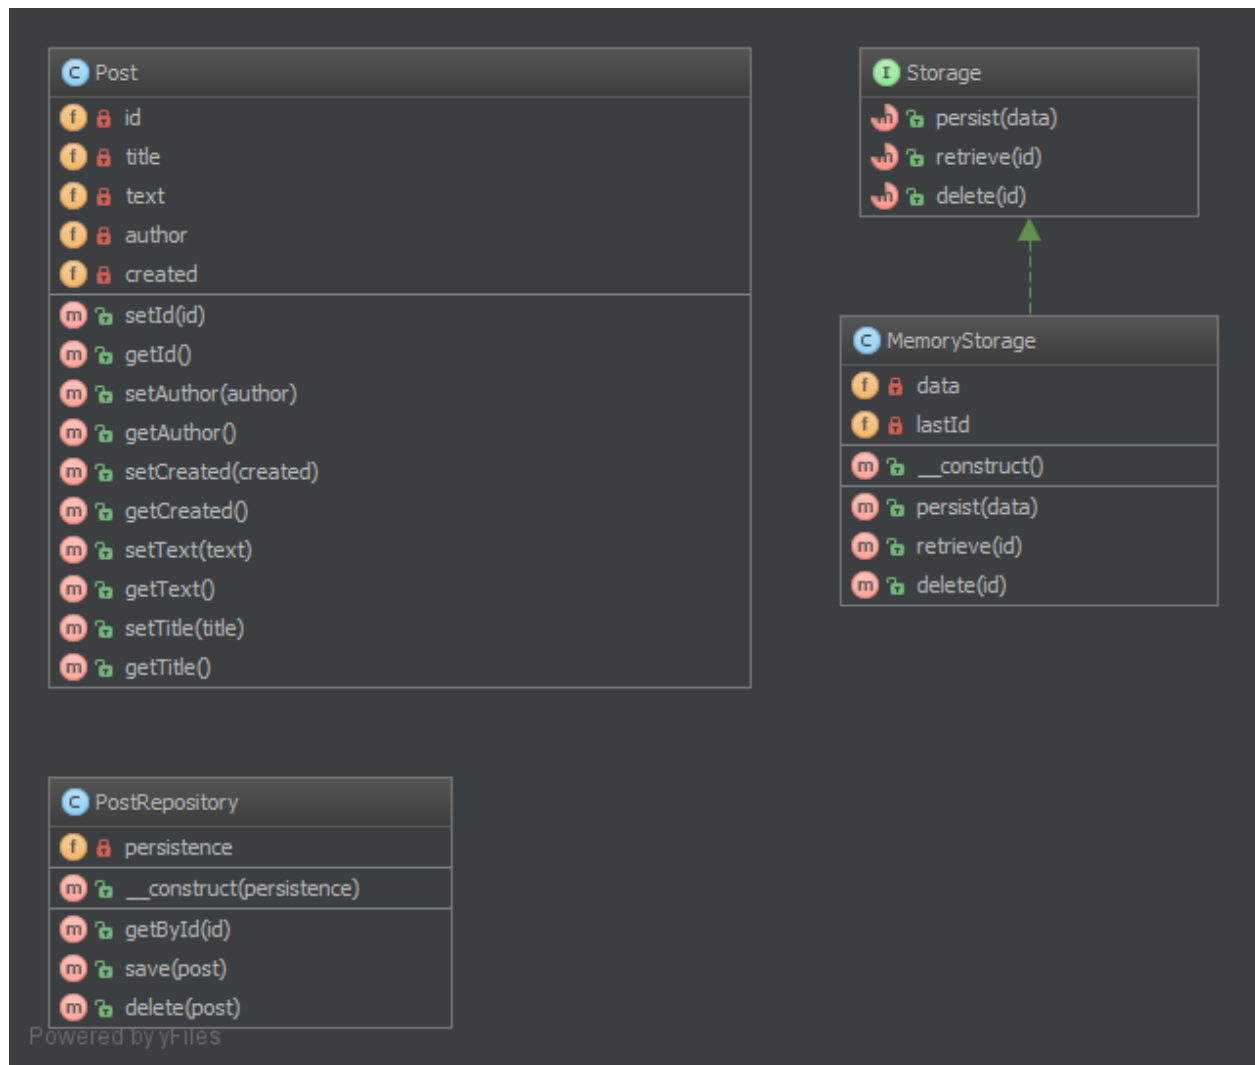 Post
id
title
text
author
created
setId(id)
getId()
setAuthor(author)
getAuthor()
setCreated(created)
getCreated()
setText(text)
getText()
setTitle(title)
getTitle()
Storage
persist(data)
retrieve(id)
delete(id)
MemoryStorage
data
lastId
__construct()
persist(data)
retrieve(id)
delete(id)
PostRepository
persistence
__construct(persistence)
getById(id)
save(post)
delete(post)
Powered by yFiles